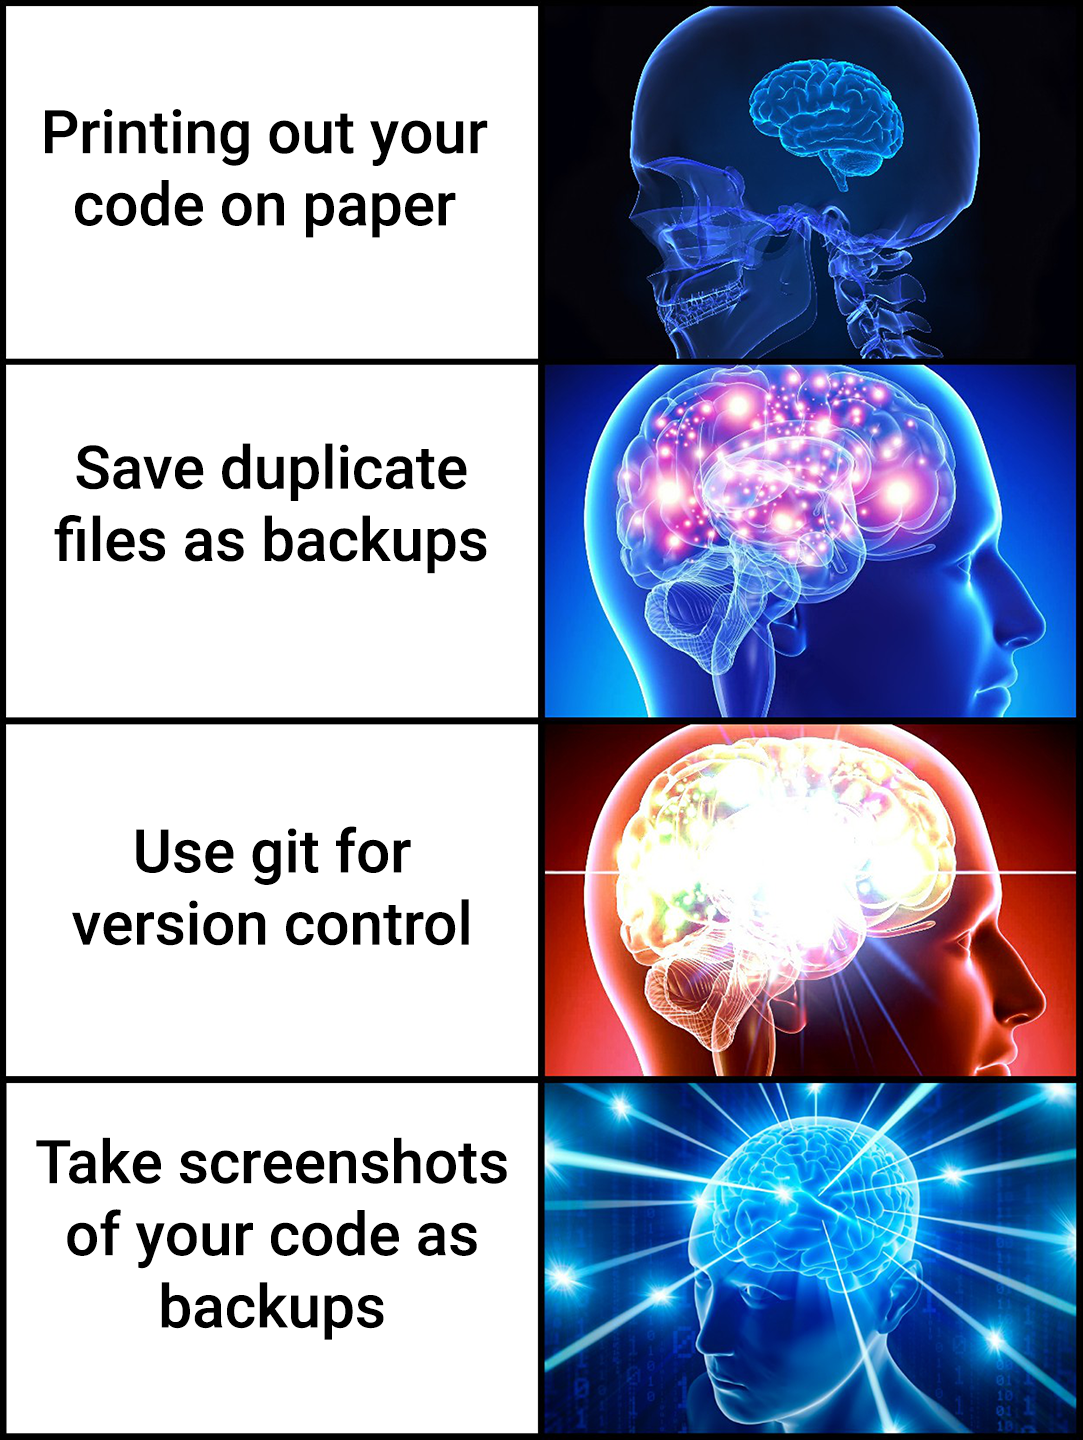 Printing out your
code on paper
Save duplicate
files as backups
Use git for
version control
Take screenshots
of your code as
backups